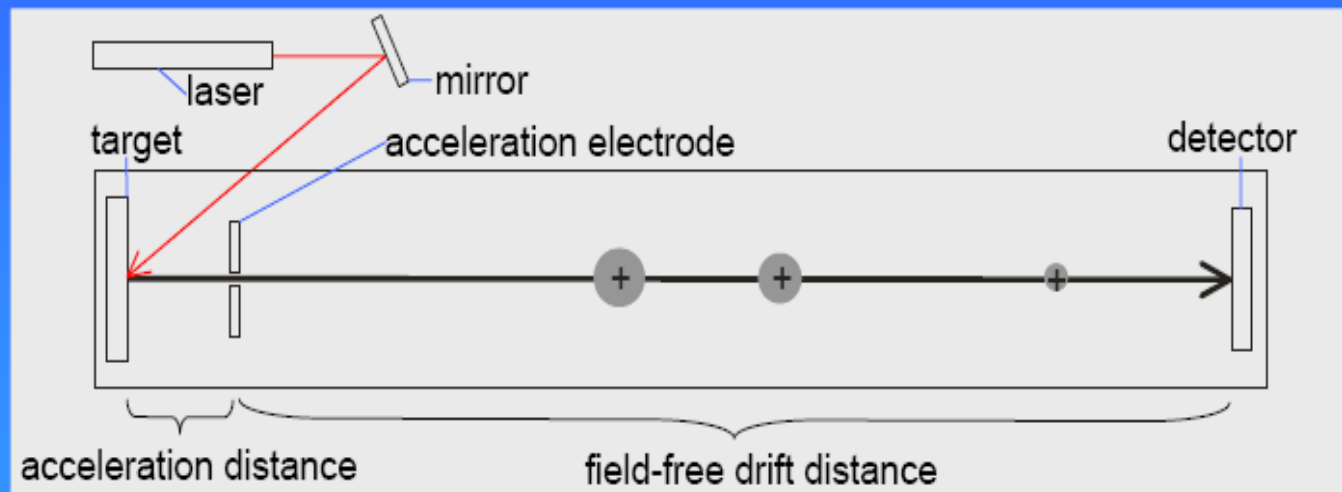 laser
mirror
target
acceleration electrode
detector
+
+
+
acceleration distance
field-free drift distance